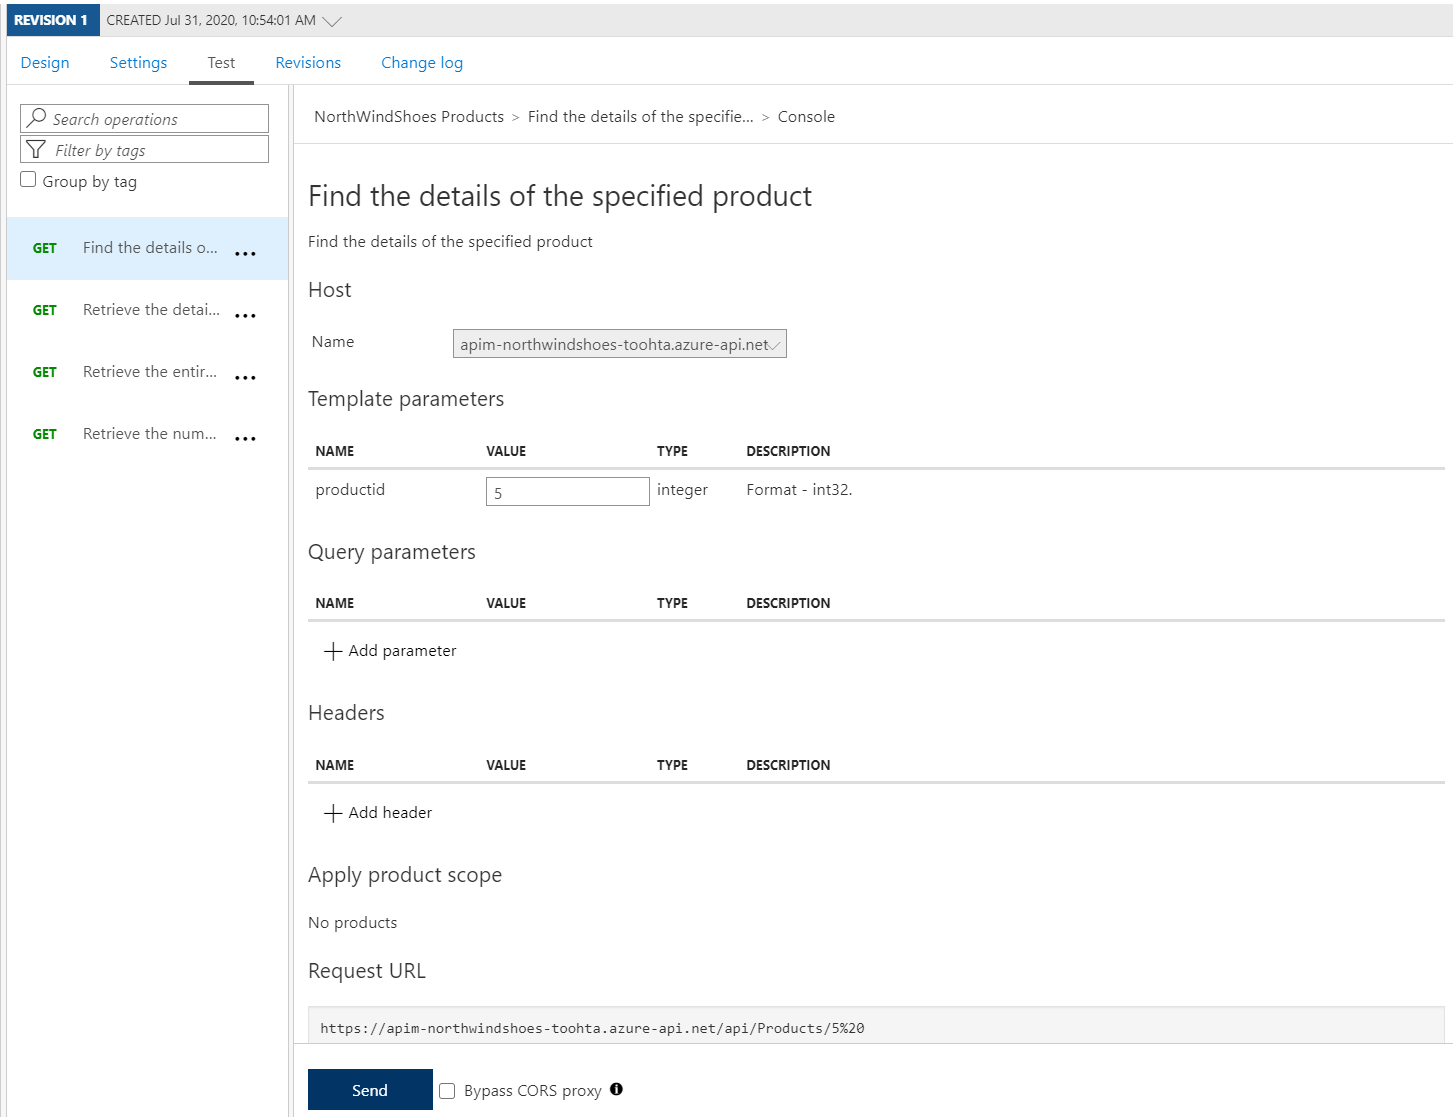 REVISION 1 CREATED Jul 31, 2020, 10:54:01 AM
Design Settings Test Revisions Change log
Search operations
Filter by tags
Group by tag
GET Find the details o... ...
GET Retrieve the detai... ...
GET Retrieve the entir... ...
GET Retrieve the num... ...
NorthWindShoes Products > Find the details of the specifie... > Console
Find the details of the specified product
Find the details of the specified product
Host
Name apim-northwindshoes-toohta.azure-api.net
Template parameters
NAME VALUE TYPE DESCRIPTION
productid 5 integer Format - int32.
Query parameters
NAME VALUE TYPE DESCRIPTION
Add parameter
Headers
NAME VALUE TYPE DESCRIPTION
Add header
Apply product scope
No products
Request URL
https://apim-northwindshoes-toohta.azure-api.net/api/Products/5%20
Send Bypass CORS proxy